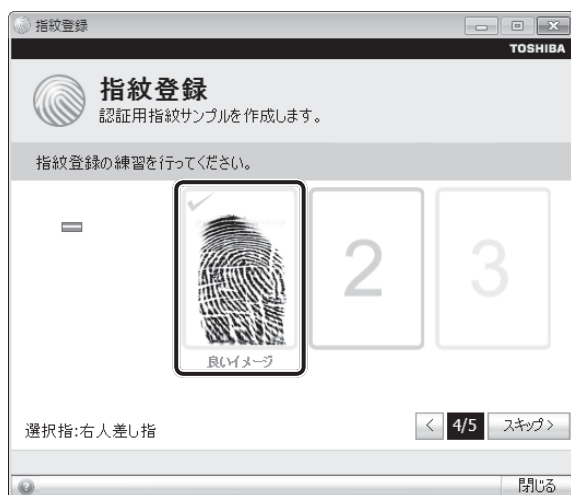 指紋登録
TOSHIBA
指紋登録
認証用指紋サンプルを作成します。
指紋登録の練習を行ってください。
2
3
良いイメージ
選択指:右人差し指
< 4/5 スキップ >
閉じる